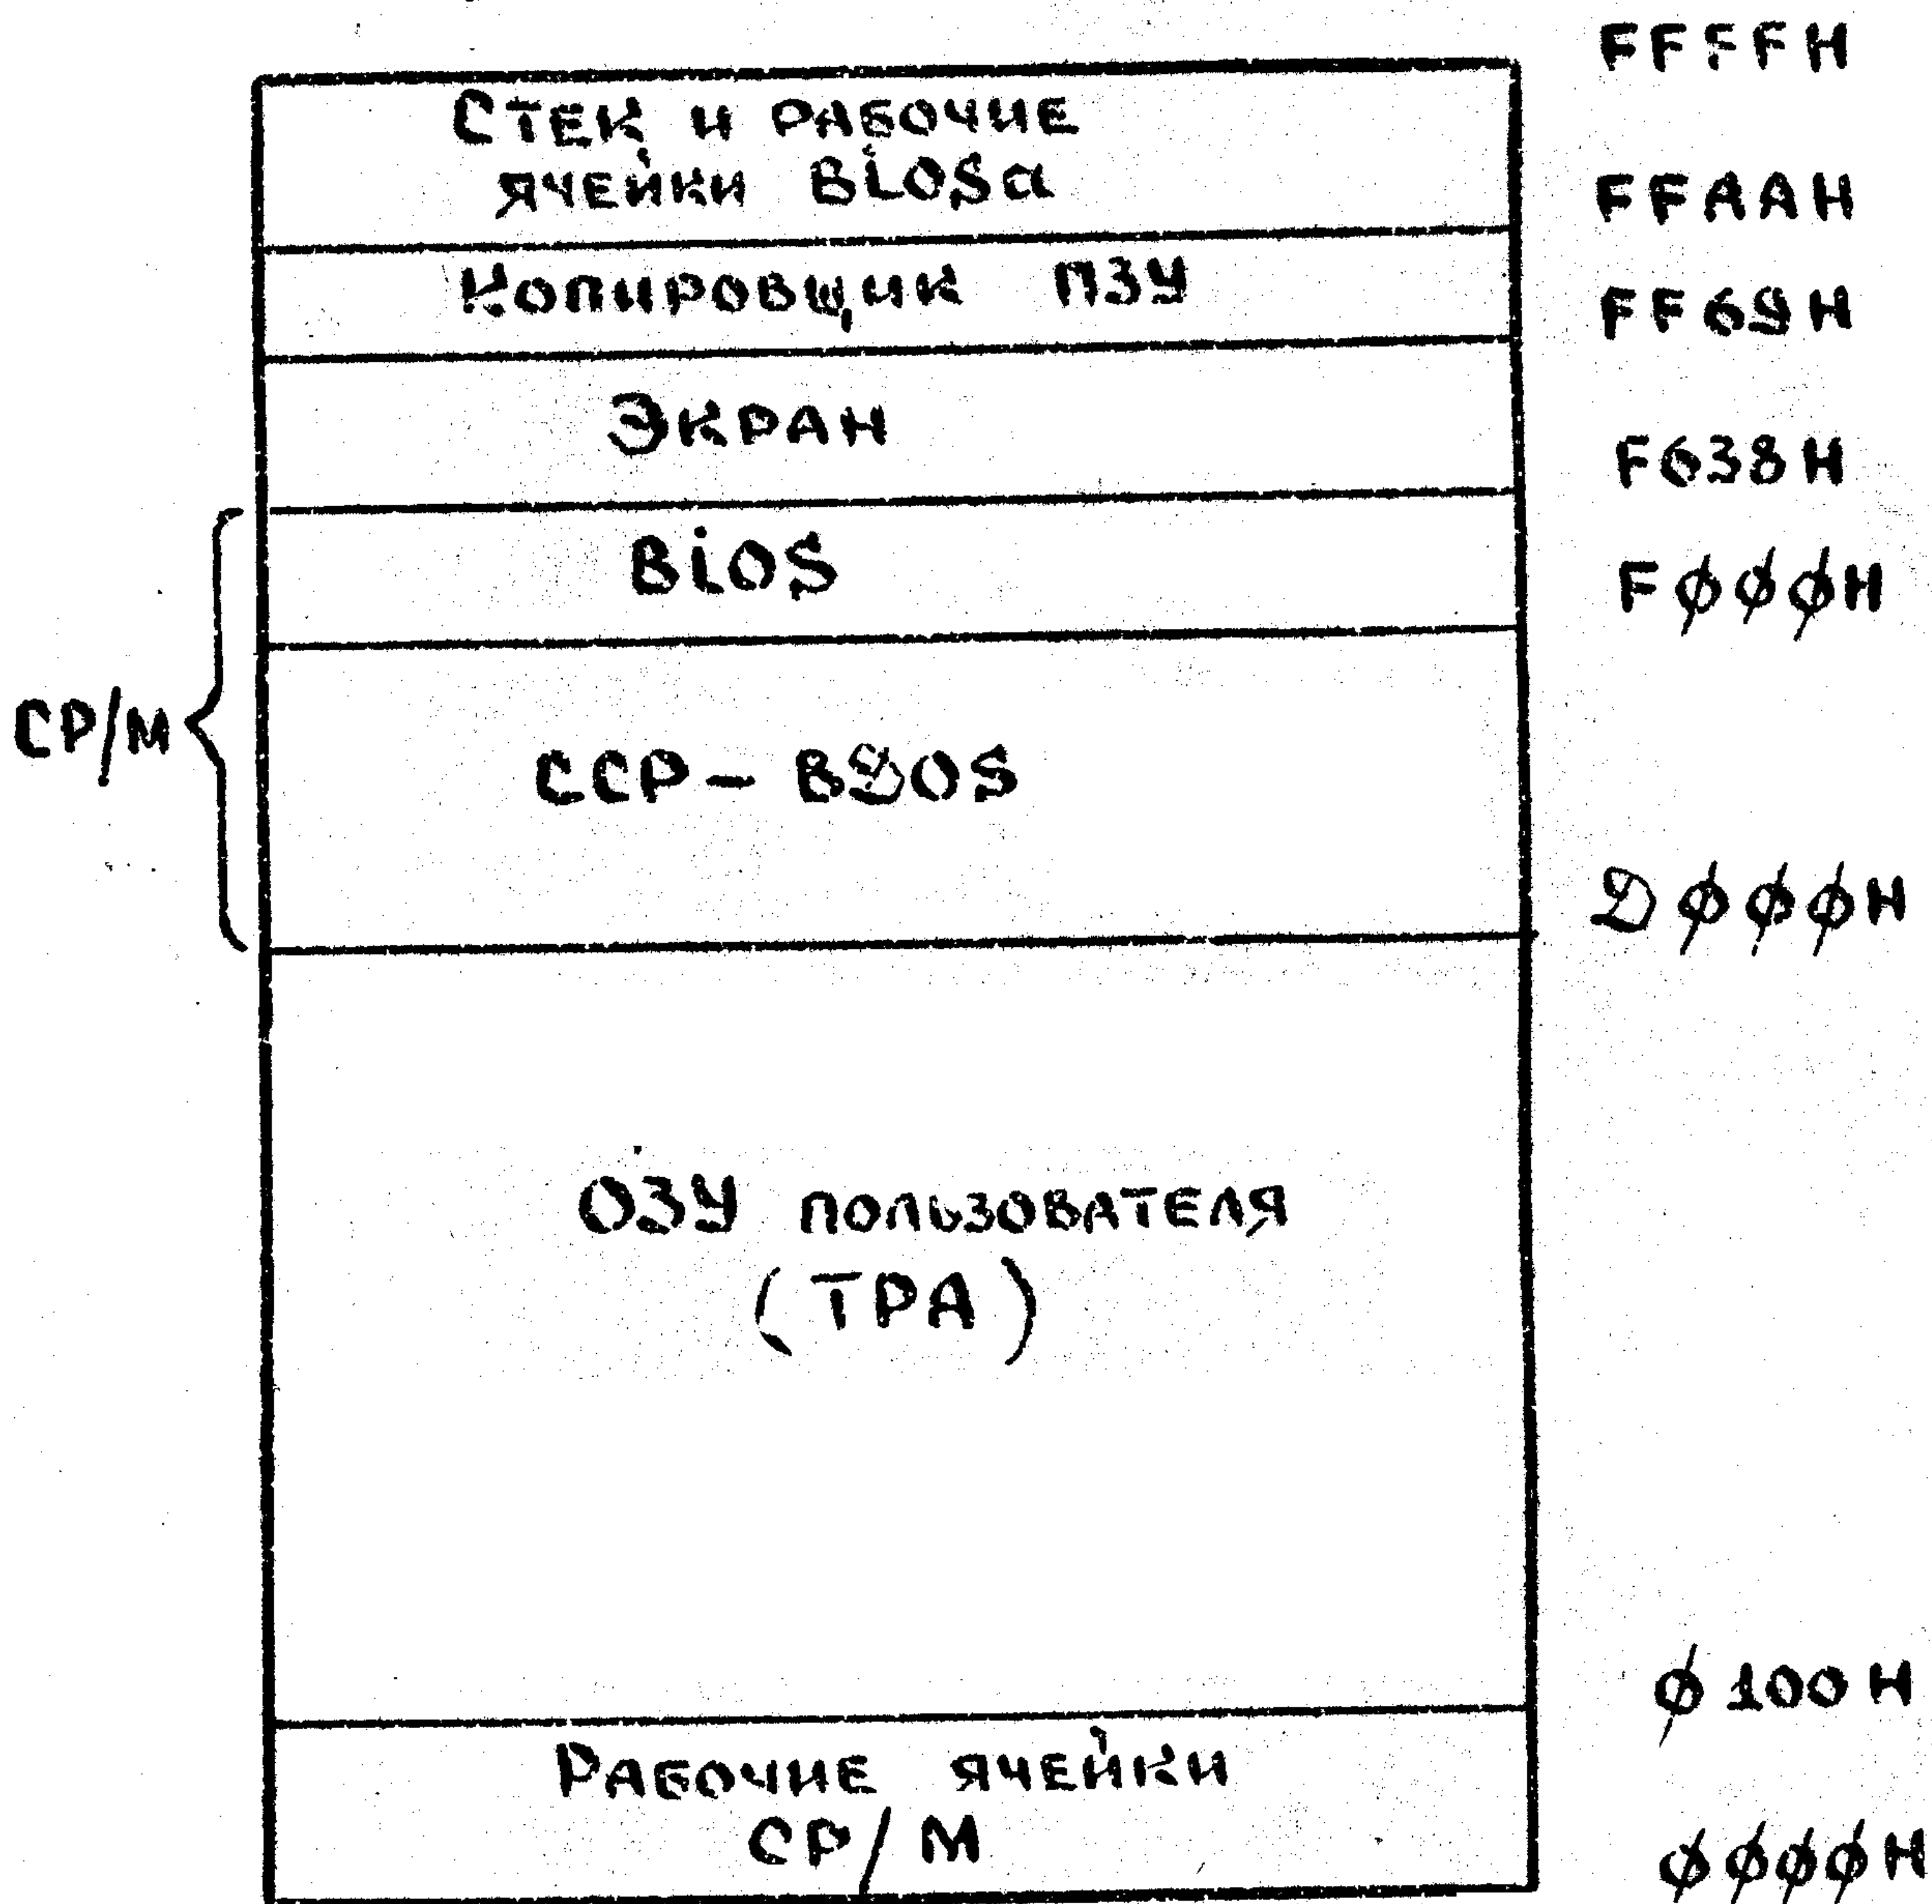 FFFFH
Стек и рабочие
ячейки BiOSa
FFAAH
Копировщик ПЗУ
FF69H
Экран
F638H
BiOS
FØØØH
CP/M
CCP - BDOS
DØØØH
ОЗУ пользователя
(TPA)
Ø100H
Рабочие ячейки
CP/M
ØØØØH